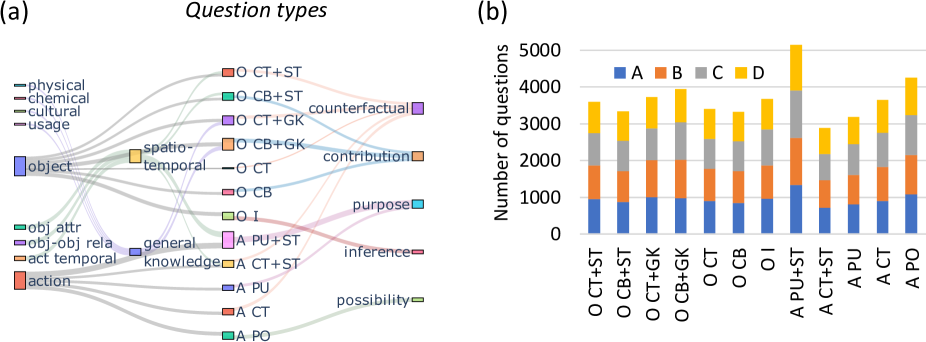 (a)
Question types
physical
chemical
cultural
usage
object
obj attr
obj-obj rela
act temporal
action
spatio-
temporal
general
knowledge
O CT+ST
O CB+ST
O CT+GK
O CB+GK
O CT
O CB
O I
A PU+ST
A CT+ST
A PU
A CT
A PO
counterfactual
contribution
purpose
inference
possibility
(b)
Number of questions
5000
4000
3000
2000
1000
0
A B C D
O CT+ST
O CB+ST
O CT+GK
O CB+GK
O CT
O CB
O I
A PU+ST
A CT+ST
A PU
A CT
A PO